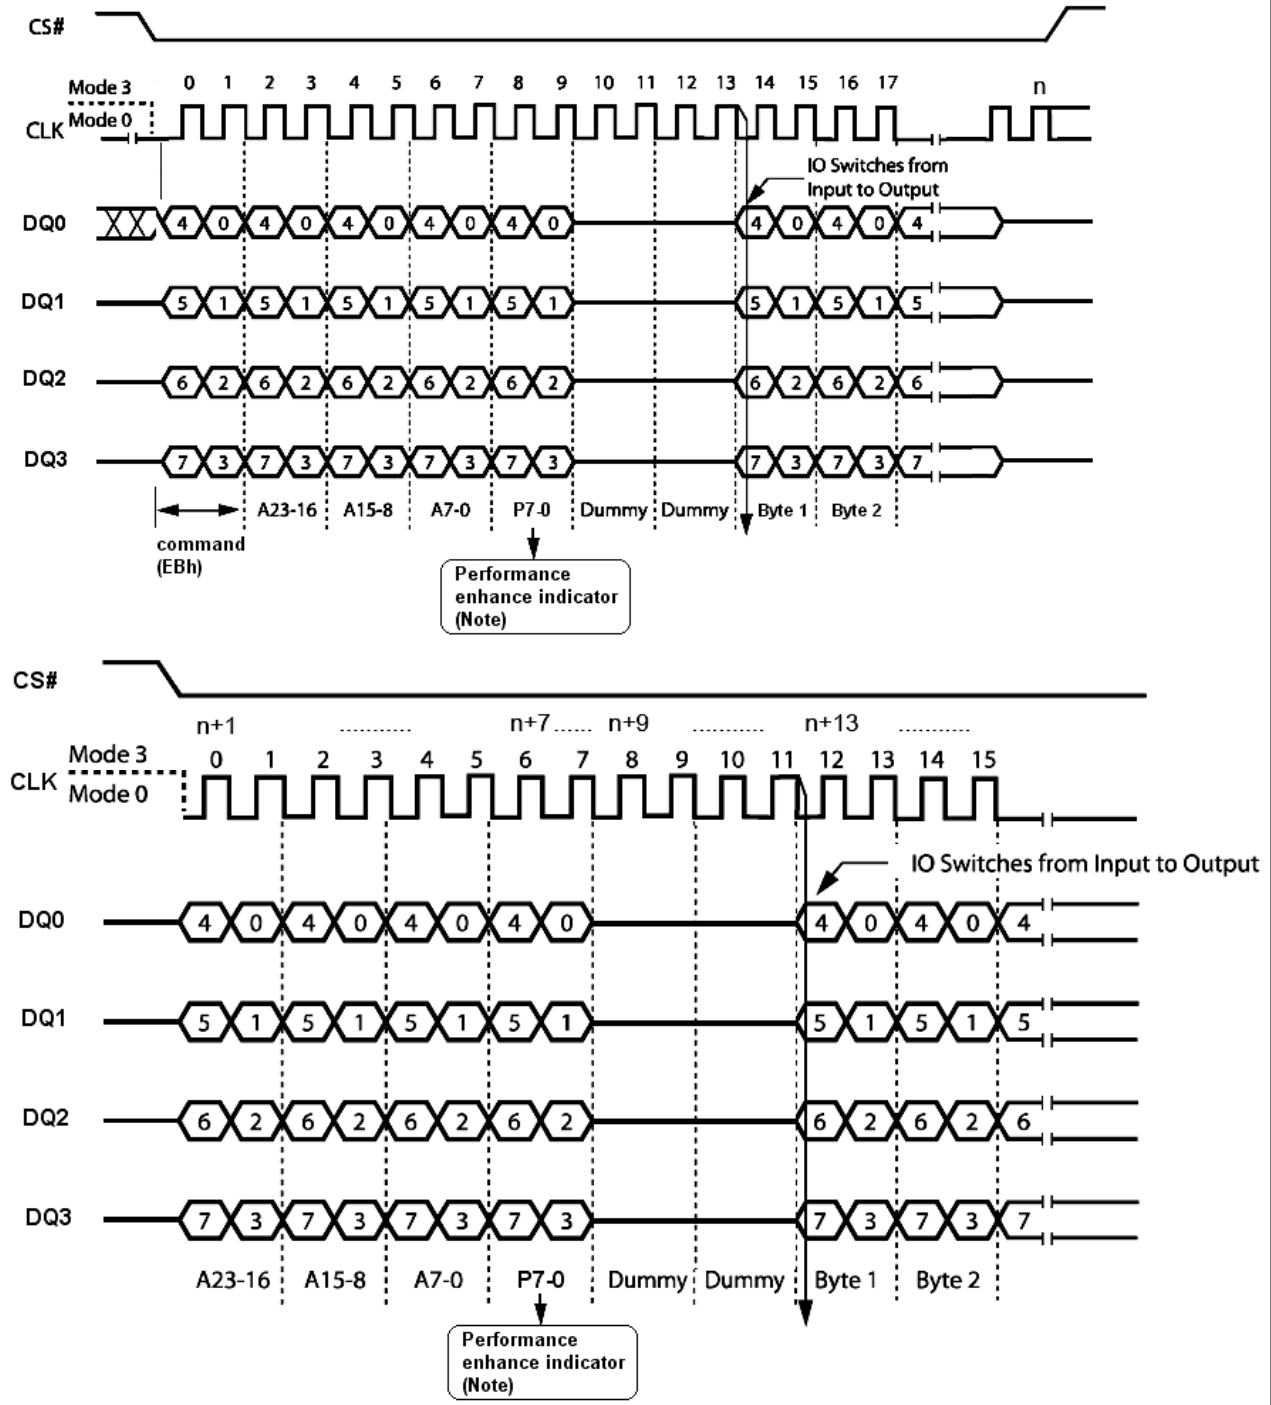 CS#
0 1 2 3 4 5 6 7 8 9 10 11 12 13 14 15 16 17 n
Mode 3
Mode 0
CLK
IO Switches from
Input to Output
DQ0 4 0 4 0 4 0 4 0 4 0 4 0 4 0 4
DQ1 5 1 5 1 5 1 5 1 5 1 5 1 5 1 5
DQ2 6 2 6 2 6 2 6 2 6 2 6 2 6 2 6
DQ3 7 3 7 3 7 3 7 3 7 3 7 3 7 3 7
A23-16 A15-8 A7-0 P7-0 Dummy Dummy Byte 1 Byte 2
command
(EBh)
Performance
enhance indicator
(Note)
CS#
n+1 ............ n+7 ...... n+9 ............ n+13 ............
0 1 2 3 4 5 6 7 8 9 10 11 12 13 14 15
Mode 3
CLK
Mode 0
IO Switches from Input to Output
DQ0 4 0 4 0 4 0 4 0 4 0 4 0 4
DQ1 5 1 5 1 5 1 5 1 5 1 5 1 5
DQ2 6 2 6 2 6 2 6 2 6 2 6 2 6
DQ3 7 3 7 3 7 3 7 3 7 3 7 3 7
A23-16 A15-8 A7-0 P7-0 Dummy Dummy Byte 1 Byte 2
Performance
enhance indicator
(Note)